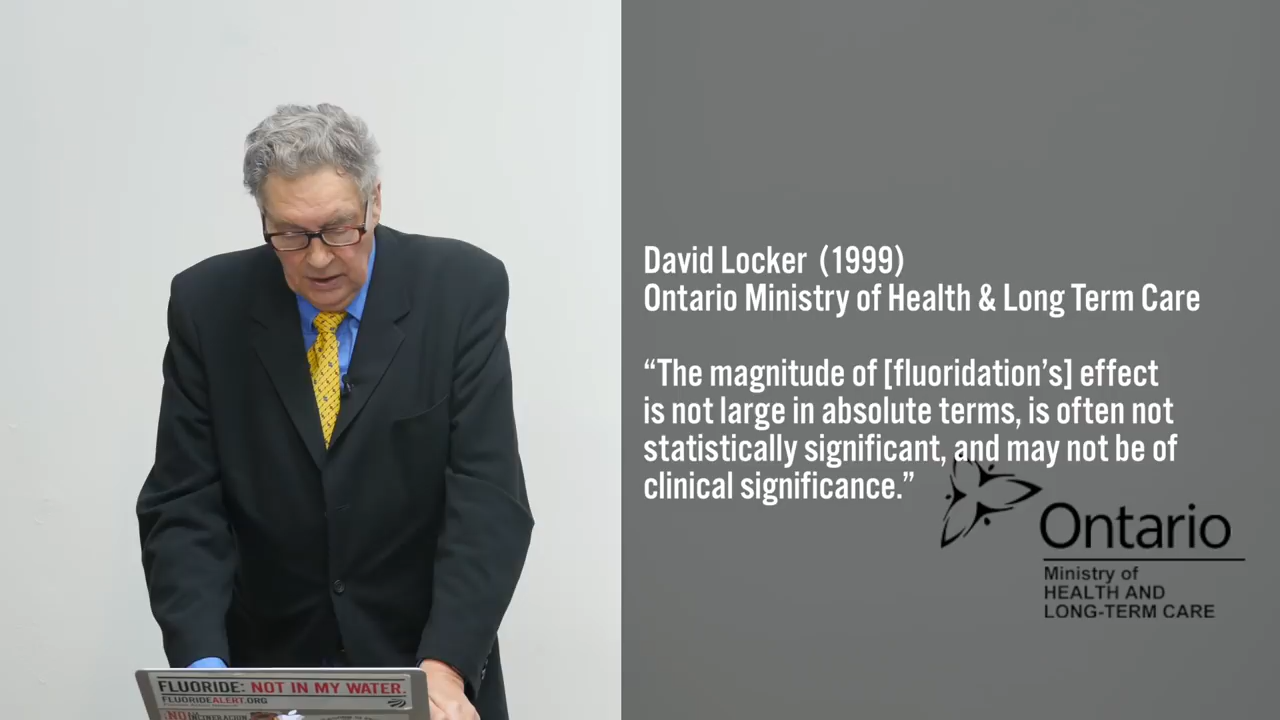 David Locker (1999)
Ontario Ministry of Health & Long Term Care
“The magnitude of [fluoridation’s] effect
is not large in absolute terms, is often not
statistically significant, and may not be of
clinical significance.”
Ontario
Ministry of
HEALTH AND
LONG-TERM CARE
FLUORIDE: NOT IN MY WATER.
FLUORIDEALERT.ORG
INCINERACION